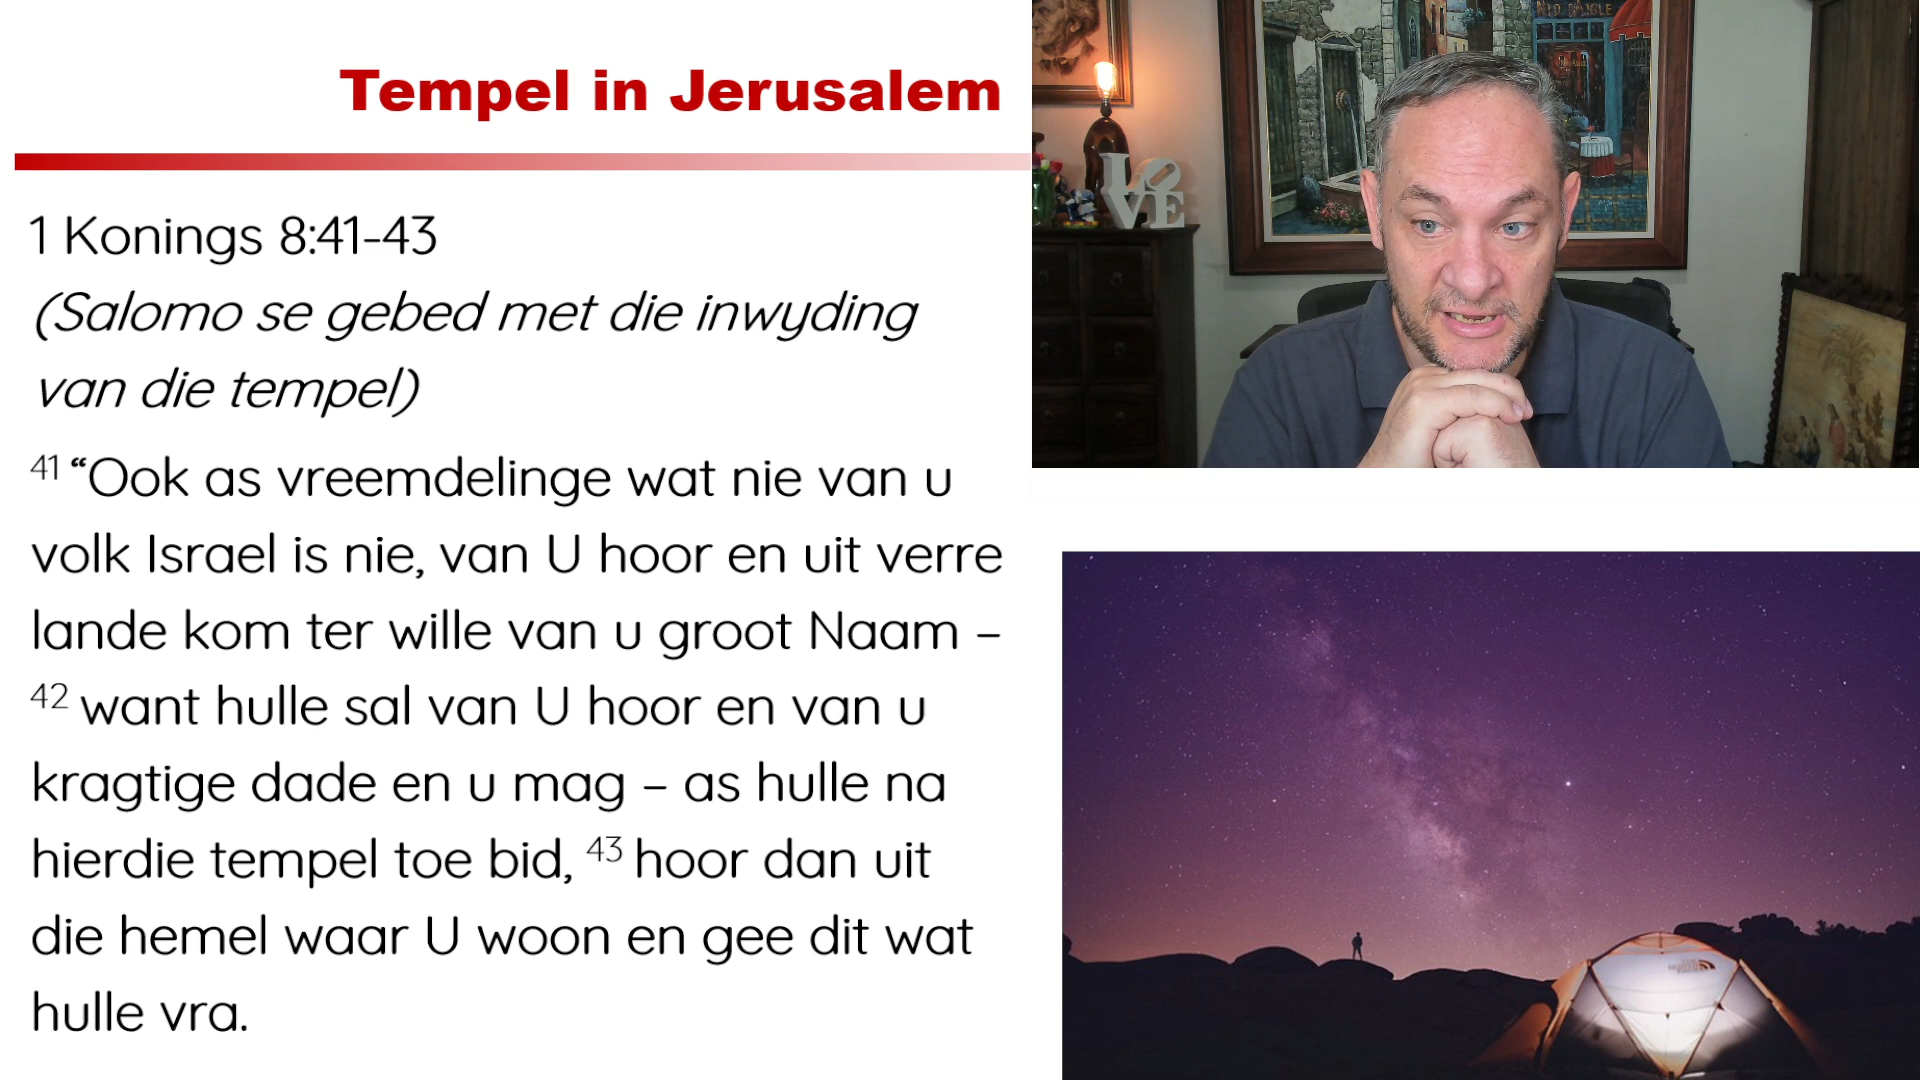 Tempel in Jerusalem
1 Konings 8:41-43
(Salomo se gebed met die inwyding
van die tempel)
41 “Ook as vreemdelinge wat nie van u
volk Israel is nie, van U hoor en uit verre
lande kom ter wille van u groot Naam –
42 want hulle sal van U hoor en van u
kragtige dade en u mag – as hulle na
hierdie tempel toe bid, 43 hoor dan uit
die hemel waar U woon en gee dit wat
hulle vra.
LO
VE